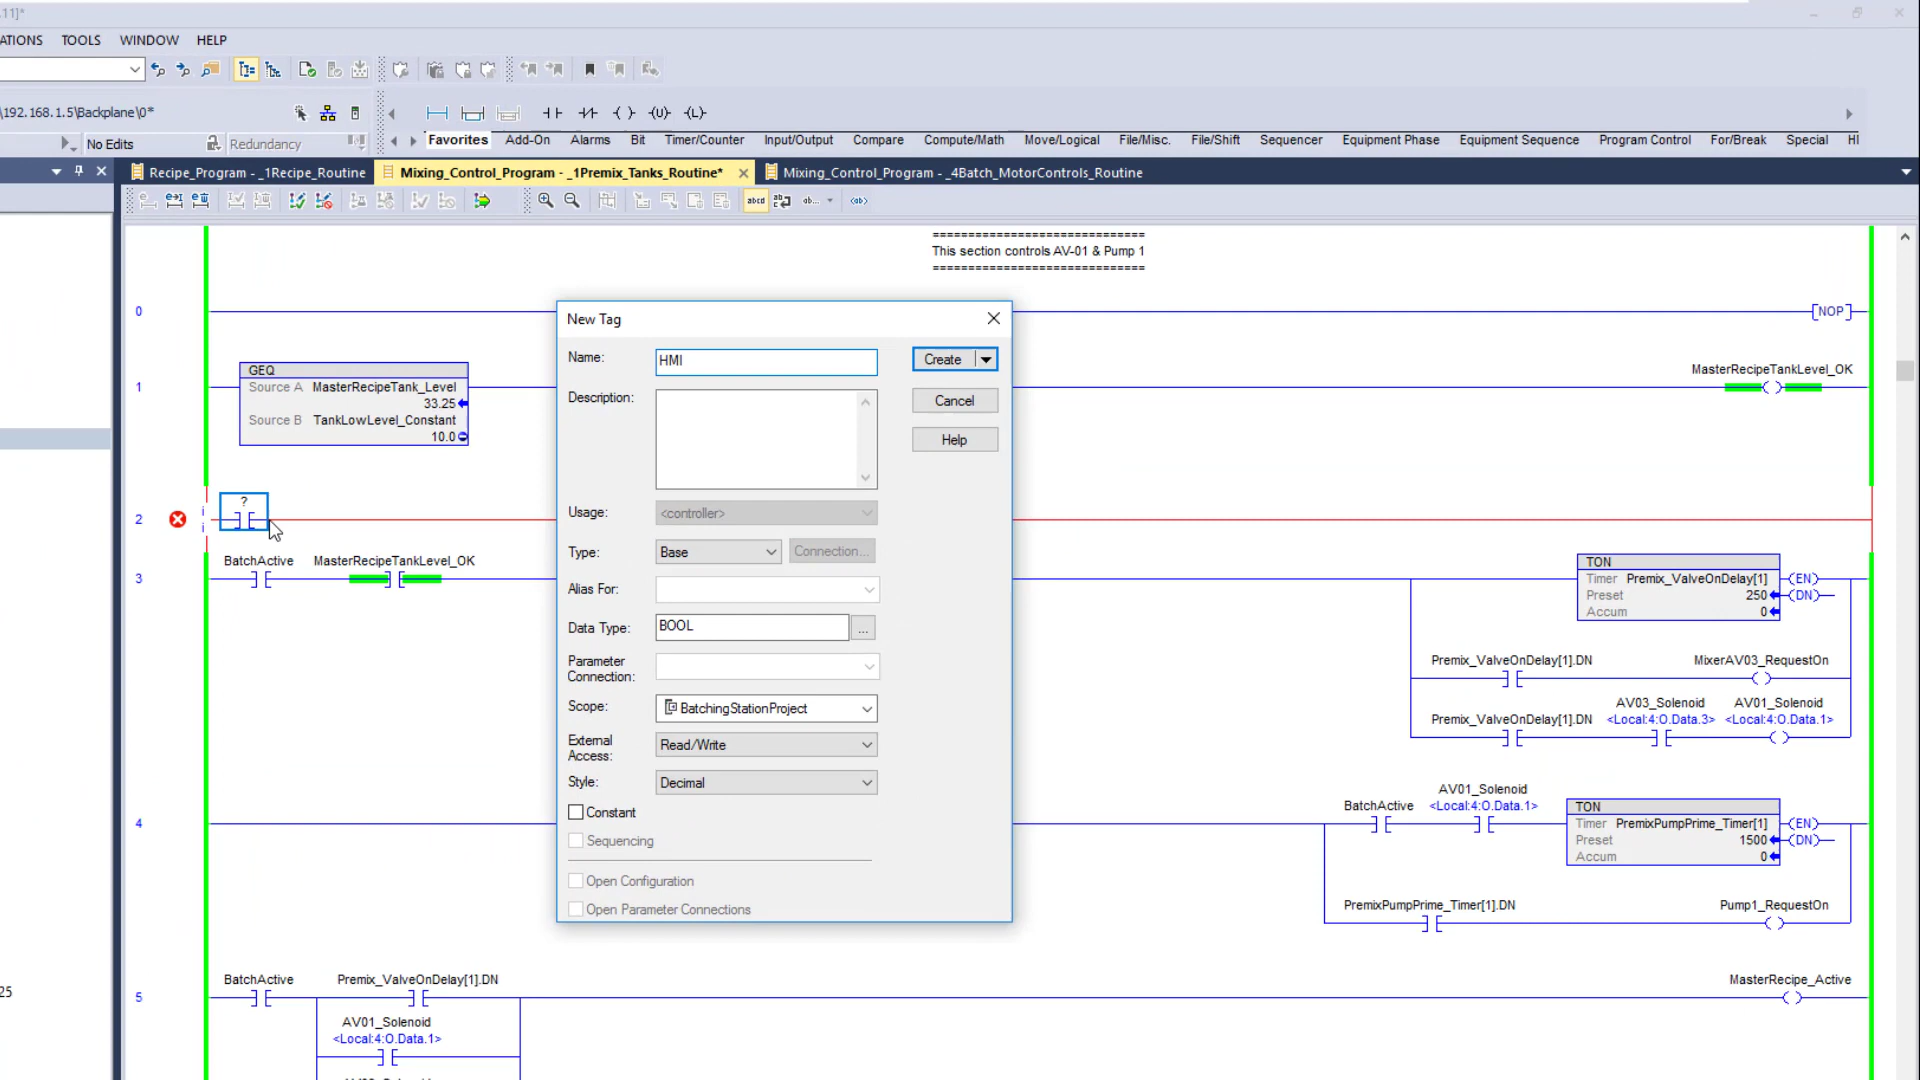 .11]*
ATIONS TOOLS WINDOW HELP
\192.168.1.5\Backplane\0*
No Edits Redundancy
Favorites Add-On Alarms Bit Timer/Counter Input/Output Compare Compute/Math Move/Logical File/Misc. File/Shift Sequencer Equipment Phase Equipment Sequence Program Control For/Break Special HI
Recipe_Program - _1Recipe_Routine Mixing_Control_Program - _1Premix_Tanks_Routine* Mixing_Control_Program - _4Batch_MotorControls_Routine
============================
This section controls AV-01 & Pump 1
============================
0 NOP
1
GEQ
Source A MasterRecipeTank_Level
33.25
Source B TankLowLevel_Constant
10.0
MasterRecipeTankLevel_OK
2
?
i
i
3
BatchActive MasterRecipeTankLevel_OK
TON
Timer Premix_ValveOnDelay[1]
Preset 250
Accum 0
(EN)
(DN)
Premix_ValveOnDelay[1].DN MixerAV03_RequestOn
AV03_Solenoid AV01_Solenoid
Premix_ValveOnDelay[1].DN <Local:4:O.Data.3> <Local:4:O.Data.1>
4
AV01_Solenoid
BatchActive <Local:4:O.Data.1>
TON
Timer PremixPumpPrime_Timer[1]
Preset 1500
Accum 0
(EN)
(DN)
PremixPumpPrime_Timer[1].DN Pump1_RequestOn
5
BatchActive Premix_ValveOnDelay[1].DN MasterRecipe_Active
AV01_Solenoid
<Local:4:O.Data.1>
25
New Tag
Name: HMI
Create
Description:
Cancel
Help
Usage: <controller>
Type: Base Connection...
Alias For:
Data Type: BOOL ...
Parameter
Connection:
Scope: BatchingStationProject
External
Access: Read/Write
Style: Decimal
Constant
Sequencing
Open Configuration
Open Parameter Connections